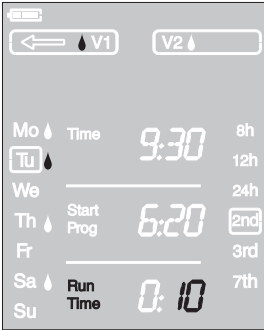 V1 V2
Mo Time 9:30 8h
Tu 12h
We 24h
Th Start Prog 6:20 2nd
Fr 3rd
Sa Run Time 0:10 7th
Su